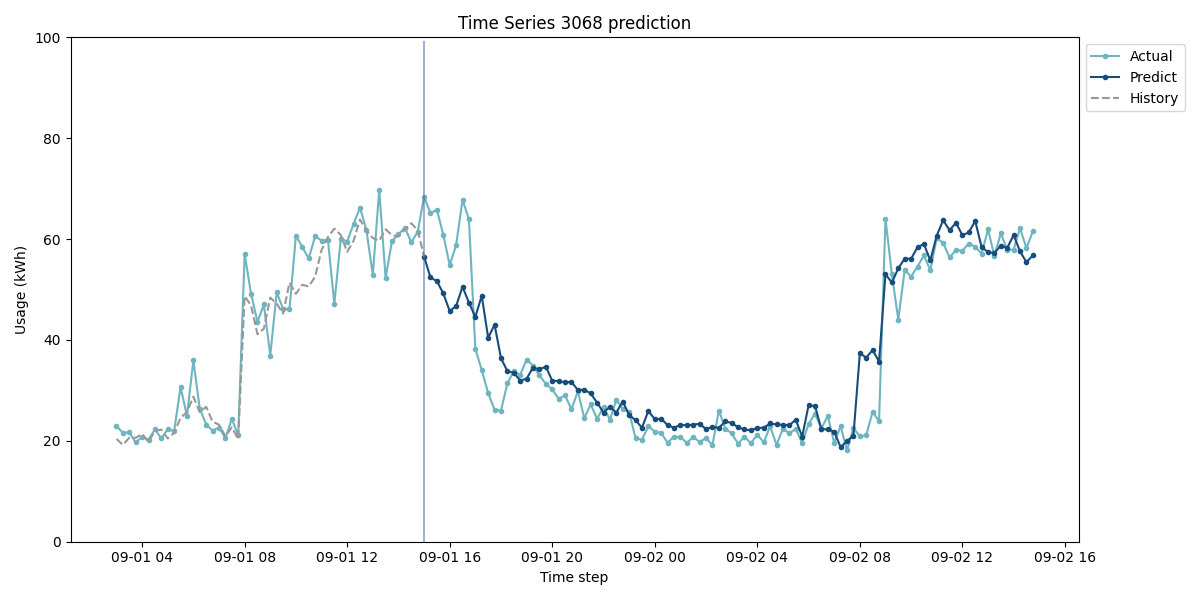 Time Series 3068 prediction
100
80
60
40
20
0
Usage (kWh)
09-01 04
09-01 08
09-01 12
09-01 16
09-01 20
09-02 00
09-02 04
09-02 08
09-02 12
09-02 16
Time step
Actual
Predict
History